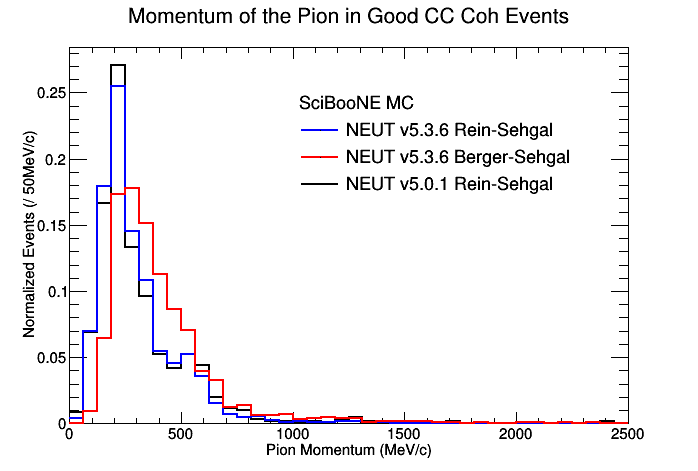 Momentum of the Pion in Good CC Coh Events
SciBooNE MC
NEUT v5.3.6 Rein-Sehgal
NEUT v5.3.6 Berger-Sehgal
NEUT v5.0.1 Rein-Sehgal
Normalized Events (/ 50MeV/c)
0.25
0.2
0.15
0.1
0.05
0
0 500 1000 1500 2000 2500
Pion Momentum (MeV/c)